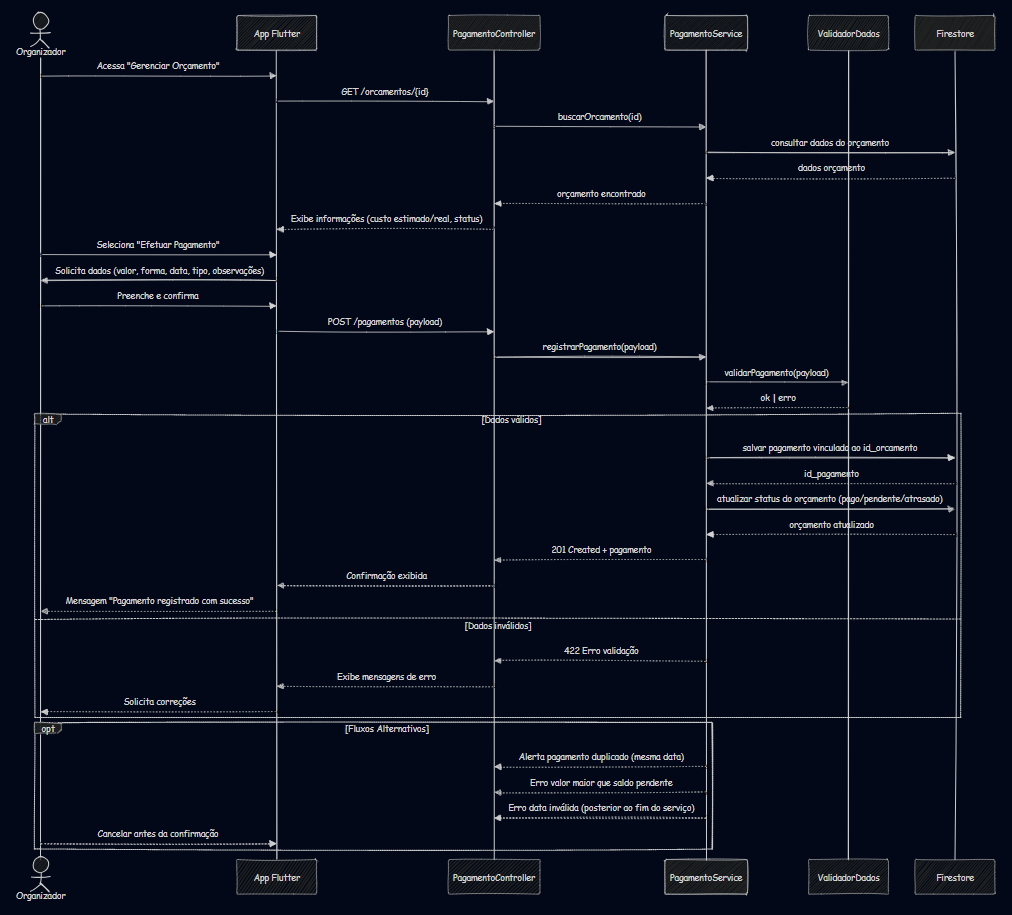 Organizador
App Flutter
PagamentoController
PagamentoService
ValidadorDados
Firestore
Acessa "Gerenciar Orçamento"
GET /orcamentos/{id}
buscarOrcamento(id)
consultar dados do orçamento
dados orçamento
orçamento encontrado
Exibe informações (custo estimado/real, status)
Seleciona "Efetuar Pagamento"
Solicita dados (valor, forma, data, tipo, observações)
Preenche e confirma
POST /pagamentos (payload)
registrarPagamento(payload)
validarPagamento(payload)
ok | erro
alt
[Dados válidos]
salvar pagamento vinculado ao id_orcamento
id_pagamento
atualizar status do orçamento (pago/pendente/atrasado)
orçamento atualizado
201 Created + pagamento
Confirmação exibida
Mensagem "Pagamento registrado com sucesso"
[Dados inválidos]
422 Erro validação
Exibe mensagens de erro
Solicita correções
opt
[Fluxos Alternativos]
Alerta pagamento duplicado (mesma data)
Erro valor maior que saldo pendente
Erro data inválida (posterior ao fim do serviço)
Cancelar antes da confirmação
Organizador
App Flutter
PagamentoController
PagamentoService
ValidadorDados
Firestore